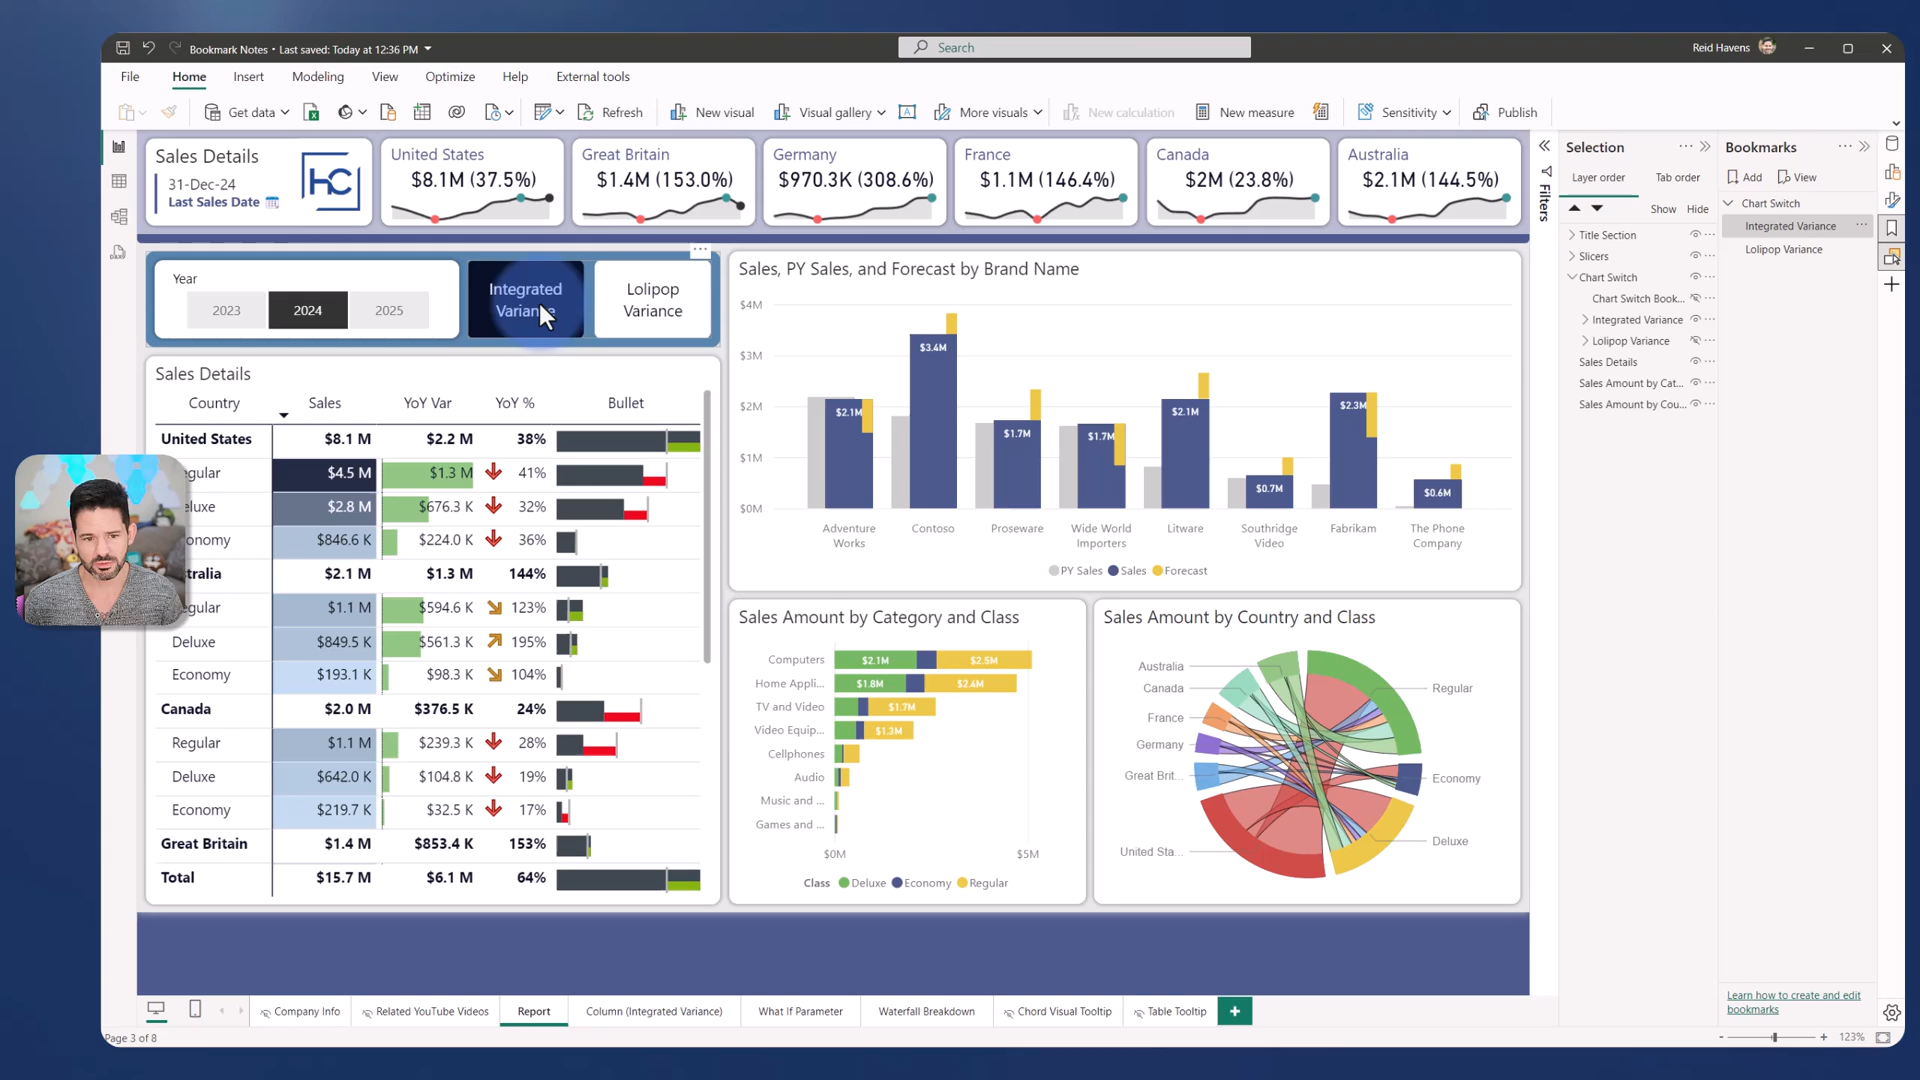 Bookmark Notes • Last saved: Today at 12:36 PM
Search
Reid Havens
File Home Insert Modeling View Optimize Help External tools
Get data Refresh New visual Visual gallery More visuals New calculation New measure Sensitivity Publish
Sales Details
31-Dec-24
Last Sales Date
HC
United States
$8.1M (37.5%)
Great Britain
$1.4M (153.0%)
Germany
$970.3K (308.6%)
France
$1.1M (146.4%)
Canada
$2M (23.8%)
Australia
$2.1M (144.5%)
Year
2023 2024 2025
Integrated
Variance
Lolipop
Variance
Sales Details
Country Sales YoY Var YoY % Bullet
United States $8.1 M $2.2 M 38%
egular $4.5 M $1.3 M 41%
eluxe $2.8 M $676.3 K 32%
onomy $846.6 K $224.0 K 36%
stralia $2.1 M $1.3 M 144%
gular $1.1 M $594.6 K 123%
Deluxe $849.5 K $561.3 K 195%
Economy $193.1 K $98.3 K 104%
Canada $2.0 M $376.5 K 24%
Regular $1.1 M $239.3 K 28%
Deluxe $642.0 K $104.8 K 19%
Economy $219.7 K $32.5 K 17%
Great Britain $1.4 M $853.4 K 153%
Total $15.7 M $6.1 M 64%
Sales, PY Sales, and Forecast by Brand Name
$4M
$3M
$2M
$1M
$0M
$2.1M $3.4M $1.7M $1.7M $2.1M $0.7M $2.3M $0.6M
Adventure
Works
Contoso
Proseware
Wide World
Importers
Litware
Southridge
Video
Fabrikam
The Phone
Company
PY Sales Sales Forecast
Sales Amount by Category and Class
Computers $2.1M $2.5M
Home Appli... $1.8M $2.4M
TV and Video $1.7M
Video Equip... $1.3M
Cellphones
Audio
Music and ...
Games and ...
$0M $5M
Class Deluxe Economy Regular
Sales Amount by Country and Class
Australia
Canada
France
Germany
Great Brit...
United Sta...
Regular
Economy
Deluxe
Filters
Selection
Layer order Tab order
Show Hide
Title Section
Slicers
Chart Switch
Chart Switch Book...
Integrated Variance
Lolipop Variance
Sales Details
Sales Amount by Cat...
Sales Amount by Cou...
Bookmarks
Add View
Chart Switch
Integrated Variance
Lolipop Variance
Learn how to create and edit
bookmarks
Company Info Related YouTube Videos Report Column (Integrated Variance) What If Parameter Waterfall Breakdown Chord Visual Tooltip Table Tooltip
Page 3 of 8
123%